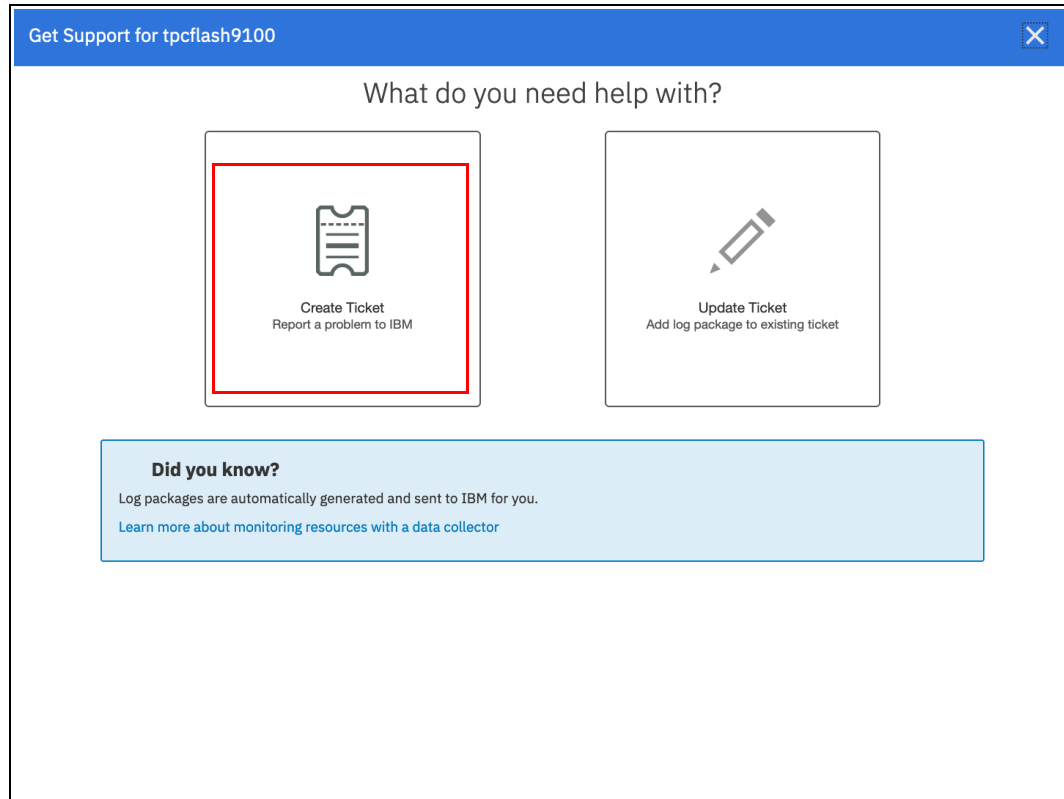 Get Support for tpcflash9100
What do you need help with?
Create Ticket
Report a problem to IBM
Update Ticket
Add log package to existing ticket
Did you know?
Log packages are automatically generated and sent to IBM for you.
Learn more about monitoring resources with a data collector